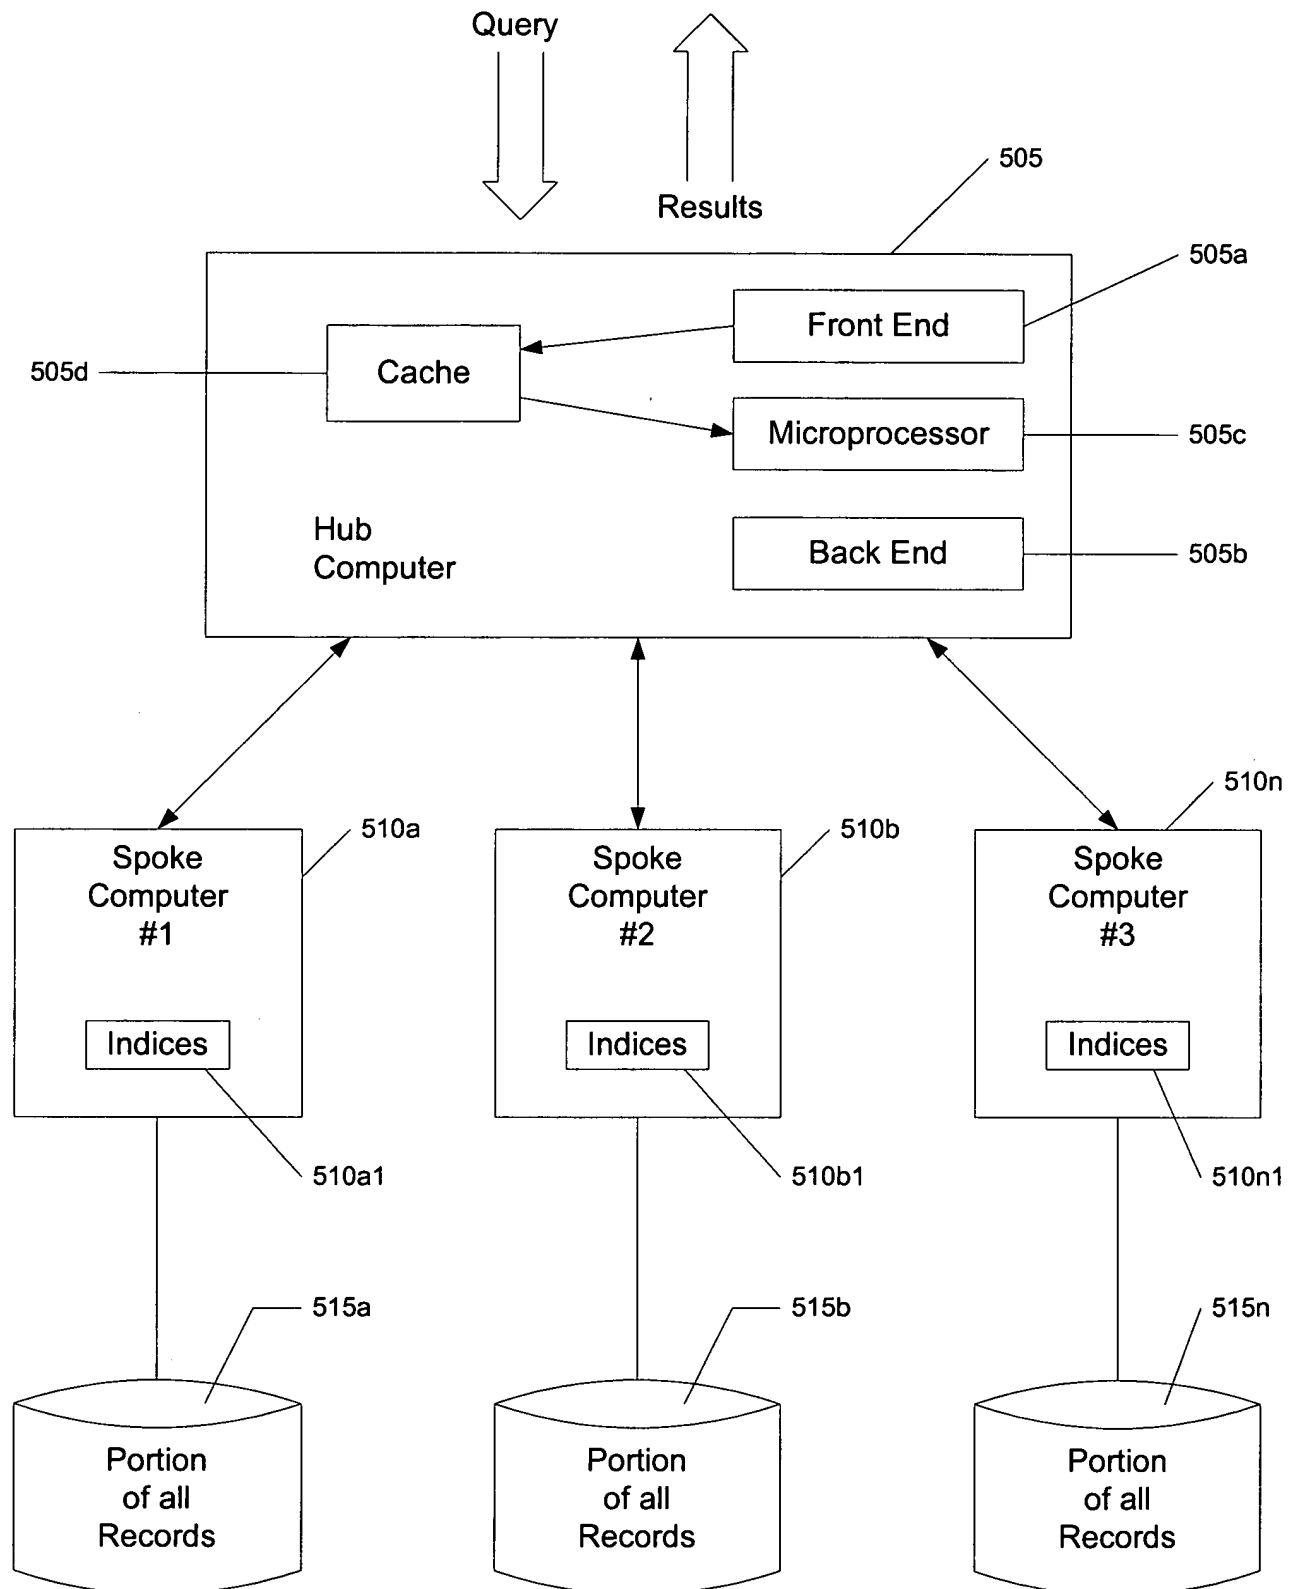 Query
Results
505
505a
Front End
Cache
505d
Microprocessor
505c
Hub
Computer
Back End
505b
510n
510a
510b
Spoke
Computer
#1
Spoke
Computer
#2
Spoke
Computer
#3
Indices
Indices
Indices
510a1
510b1
510n1
515a
515b
515n
Portion
of all
Records
Portion
of all
Records
Portion
of all
Records